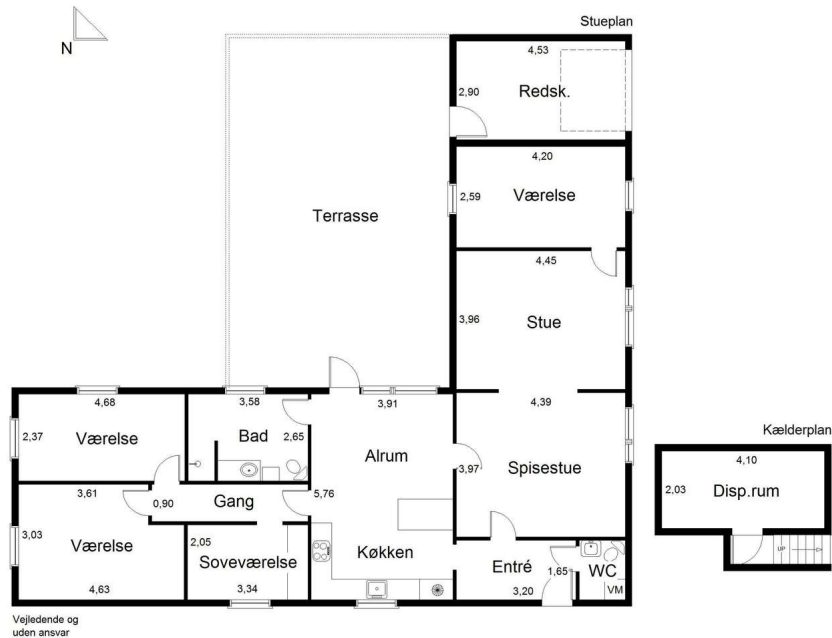 Stueplan
N
4,53
2,90
Redsk.
4,20
2,59
Værelse
Terrasse
4,45
3,96
Stue
4,68
3,58
3,91
4,39
Kælderplan
2,37
Værelse
Bad
2,65
Alrum
3,97
Spisestue
4,10
2,03
Disp.rum
3,61
0,90
Gang
5,76
3,03
Værelse
2,05
Soveværelse
Køkken
Entré
1,65
WC
UP
4,63
3,34
3,20
VM
Vejledende og
uden ansvar